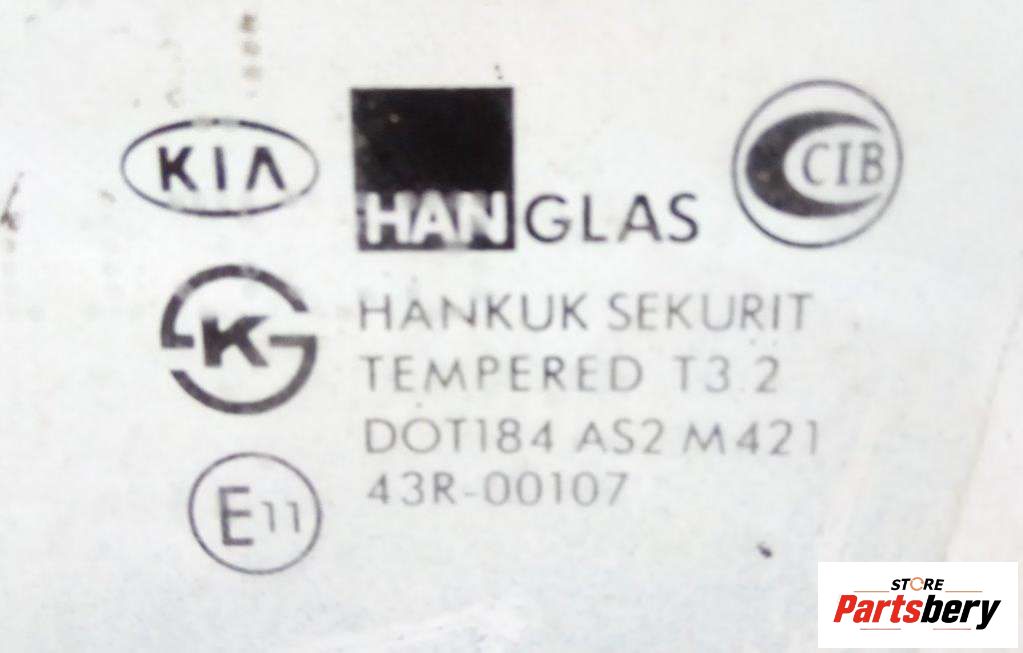 KIA
HANGLAS
CIB
K
HANKUK SEKURIT
TEMPERED T3.2
DOT184 AS2 M421
43R-00107
E11
STORE
Partsbery